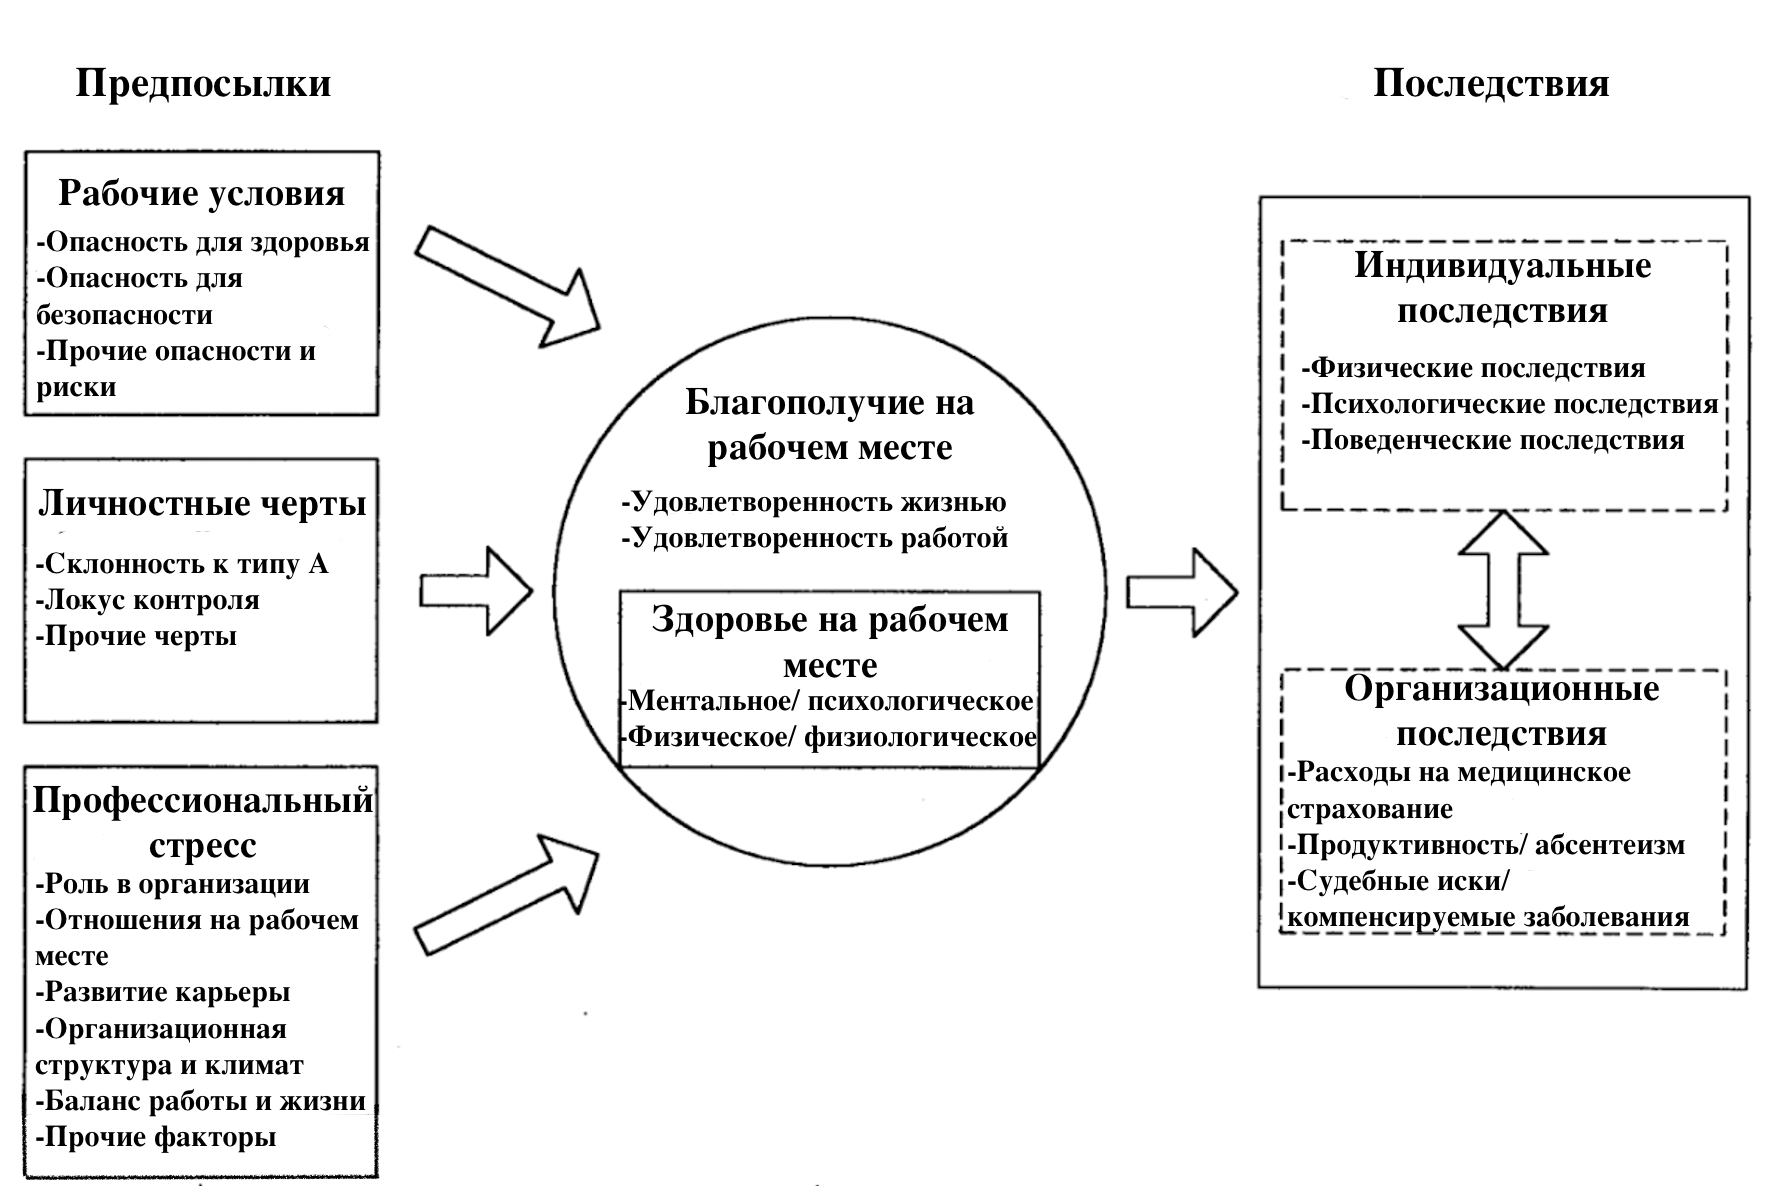 Предпосылки
Последствия
Рабочие условия
-Опасность для здоровья
-Опасность для
безопасности
-Прочие опасности и
риски
Личностные черты
-Склонность к типу А
-Локус контроля
-Прочие черты
Профессиональный
стресс
-Роль в организации
-Отношения на рабочем
месте
-Развитие карьеры
-Организационная
структура и климат
-Баланс работы и жизни
-Прочие факторы
Благополучие на
рабочем месте
-Удовлетворенность жизнью
-Удовлетворенность работой
Здоровье на рабочем
месте
-Ментальное/ психологическое
-Физическое/ физиологическое
Индивидуальные
последствия
-Физические последствия
-Психологические последствия
-Поведенческие последствия
Организационные
последствия
-Расходы на медицинское
страхование
-Продуктивность/ абсентеизм
-Судебные иски/
компенсируемые заболевания